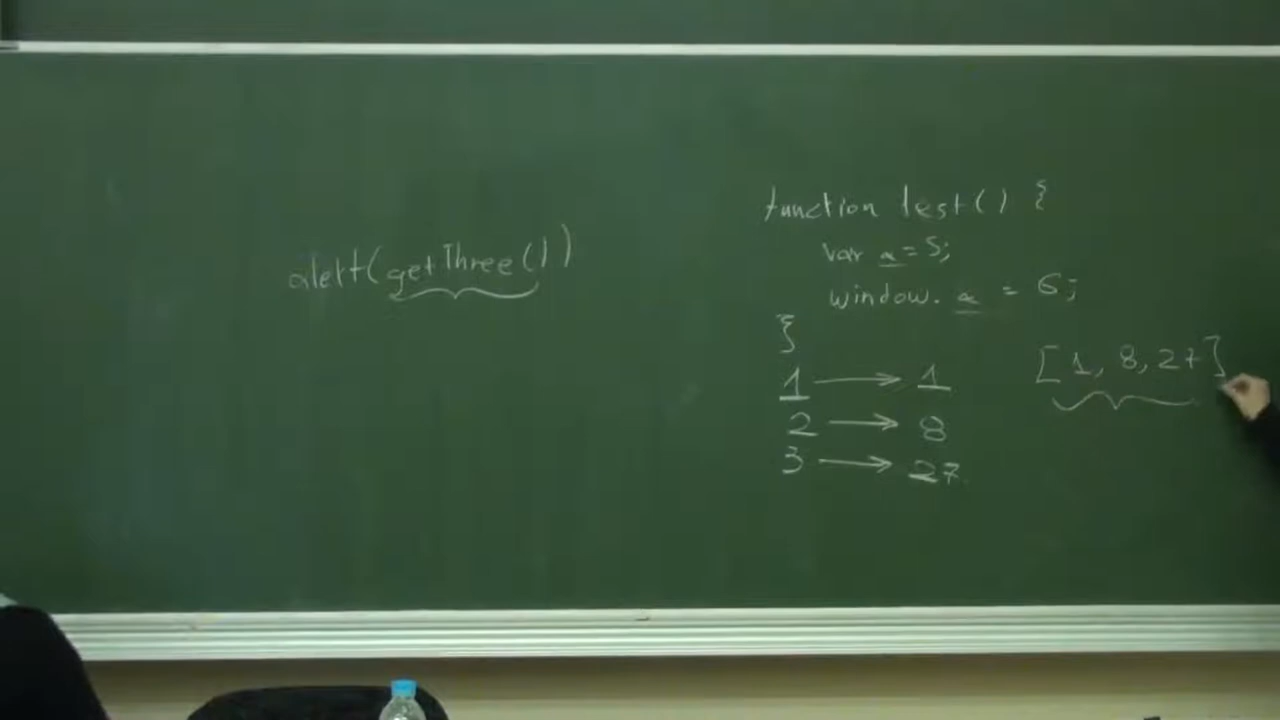 alert(getThree())
function test() {
var a = 5;
window. a = 6;
}
1 → 1
2 → 8
3 → 27
[1, 8, 27]